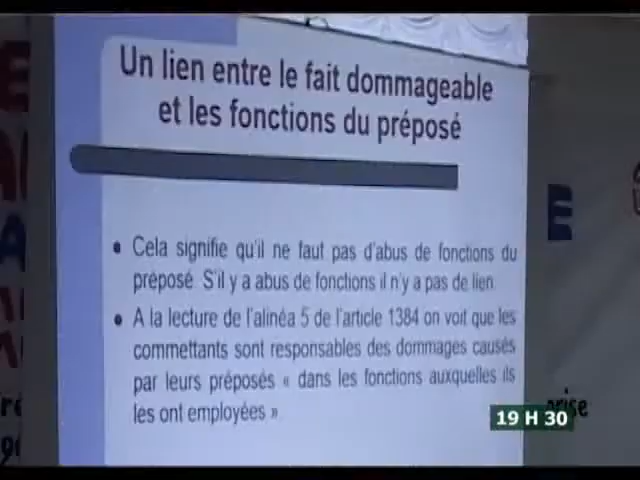 Un lien entre le fait dommageable
et les fonctions du préposé
• Cela signifie qu'il ne faut pas d'abus de fonctions du
préposé. S'il y a abus de fonctions il n'y a pas de lien.
• A la lecture de l'alinéa 5 de l'article 1384 on voit que les
commettants sont responsables des dommages causés
par leurs préposés « dans les fonctions auxquelles ils
les ont employées ».
19 H 30